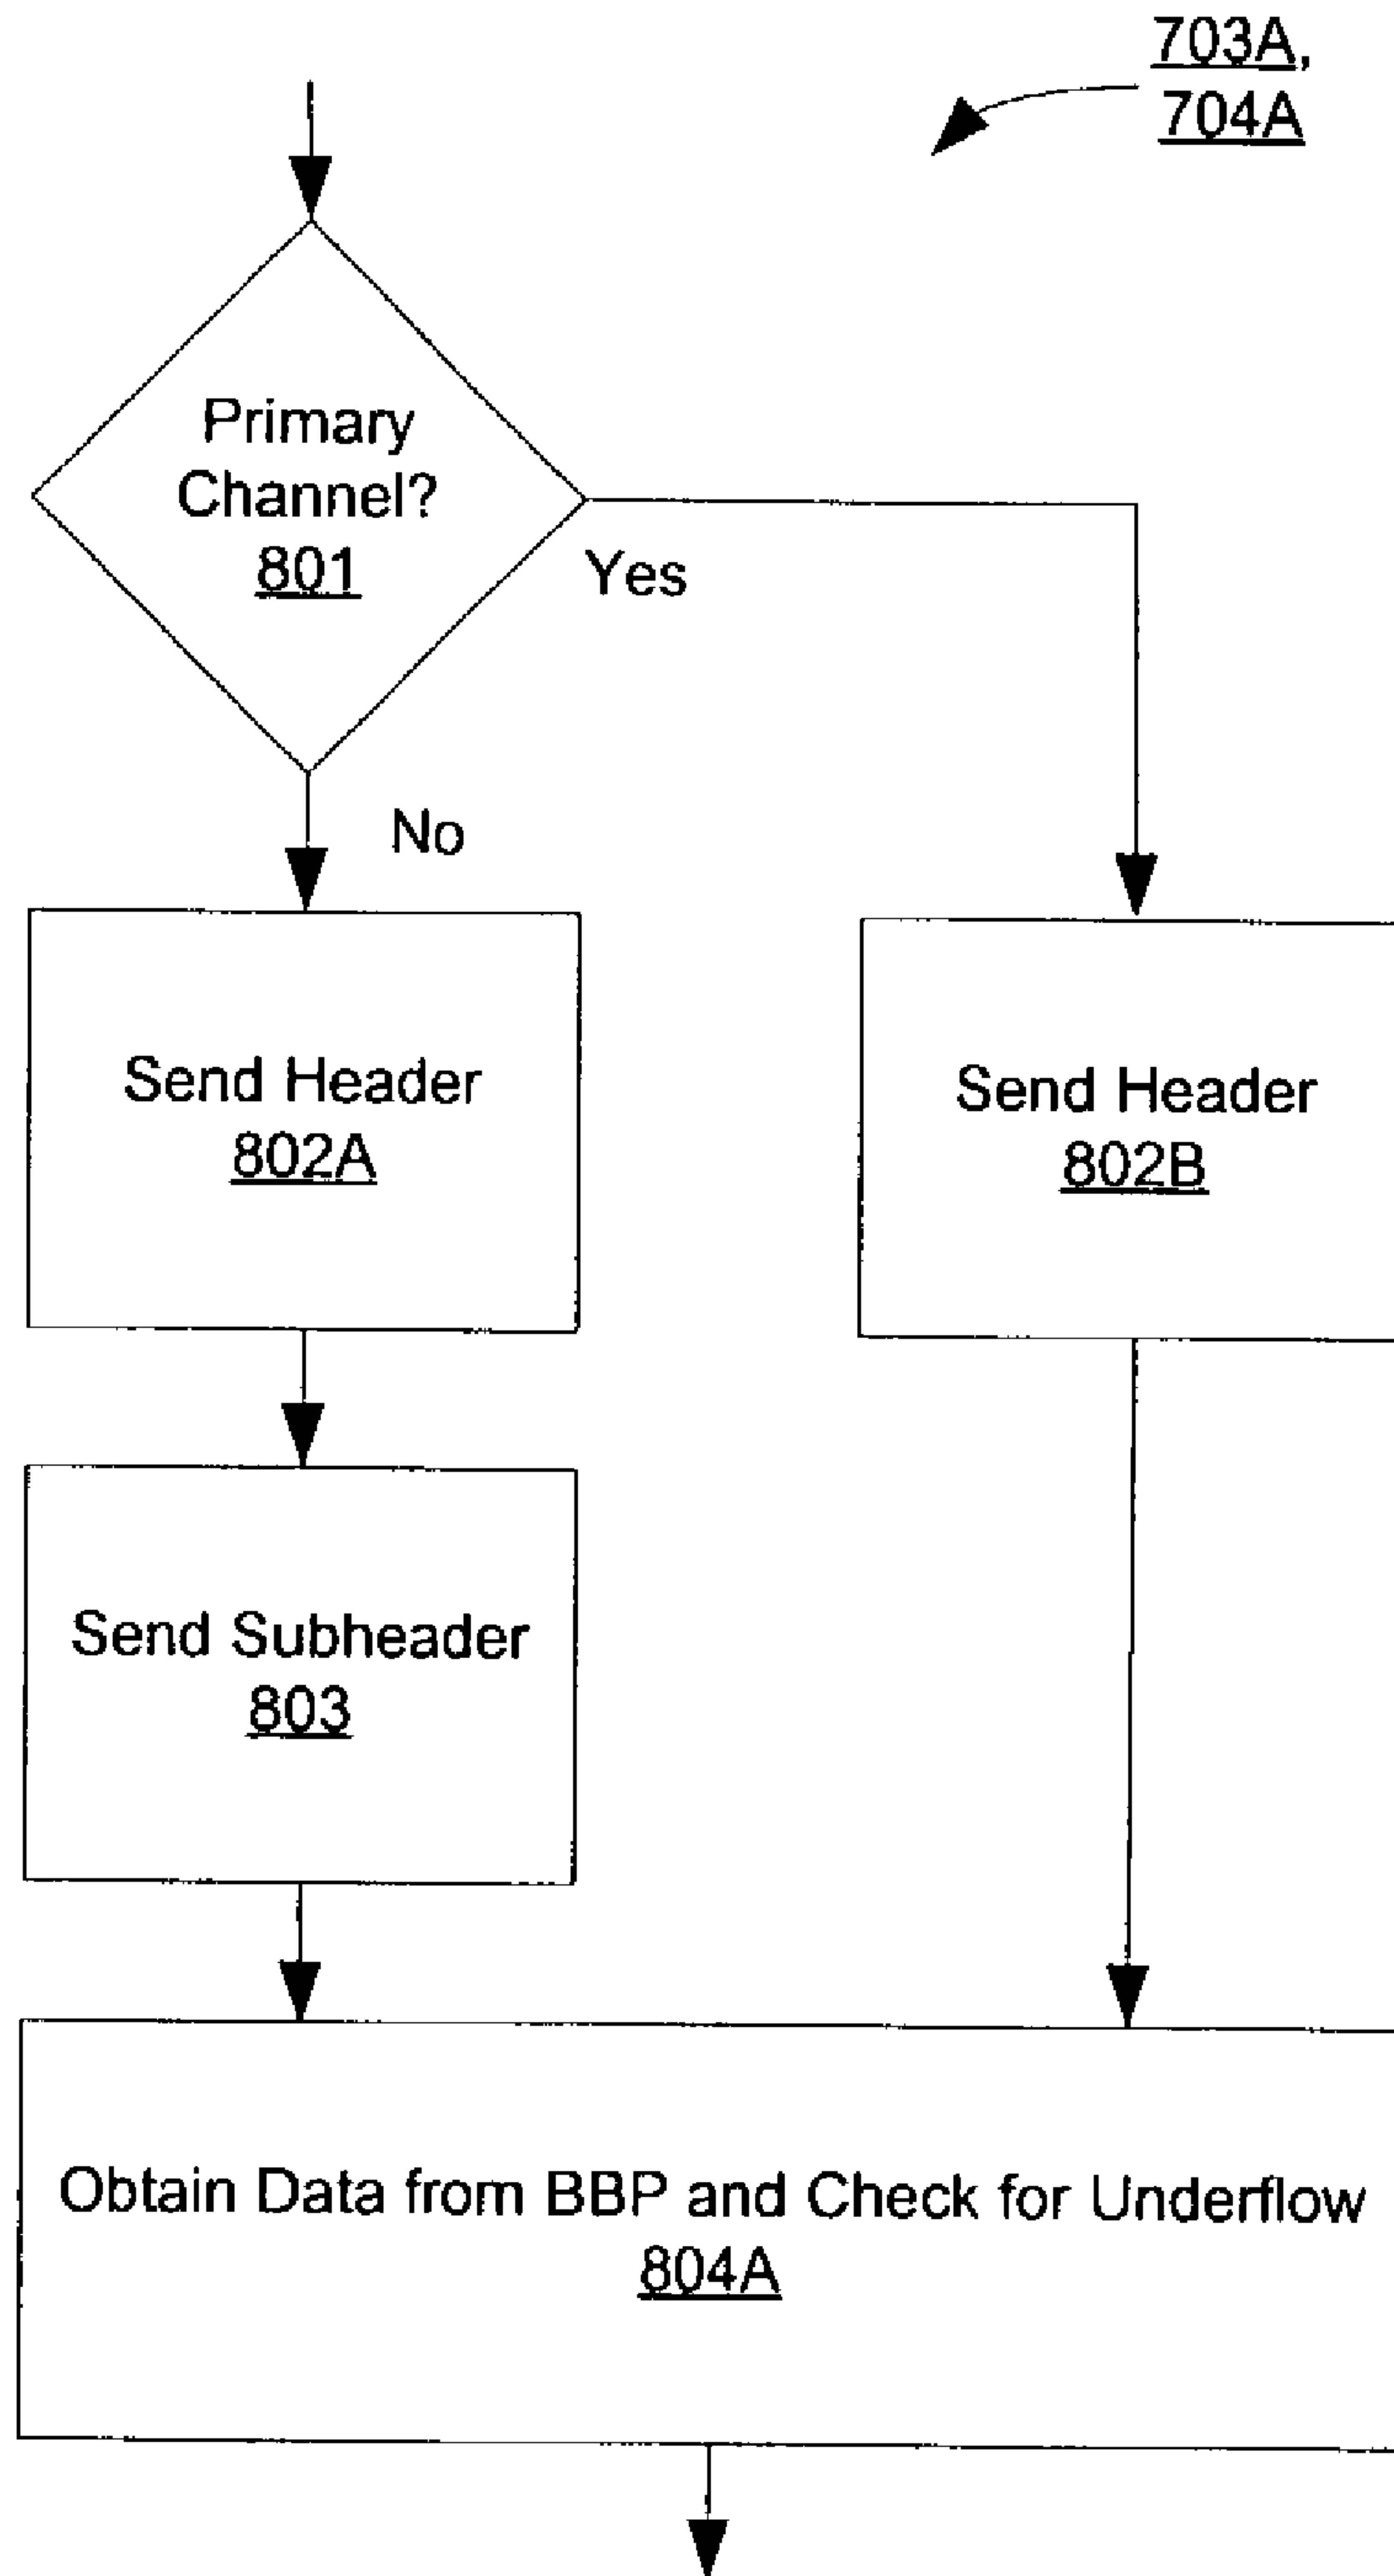 703A,
704A
Primary
Channel?
801
Yes
No
Send Header
802A
Send Header
802B
Send Subheader
803
Obtain Data from BBP and Check for Underflow
804A